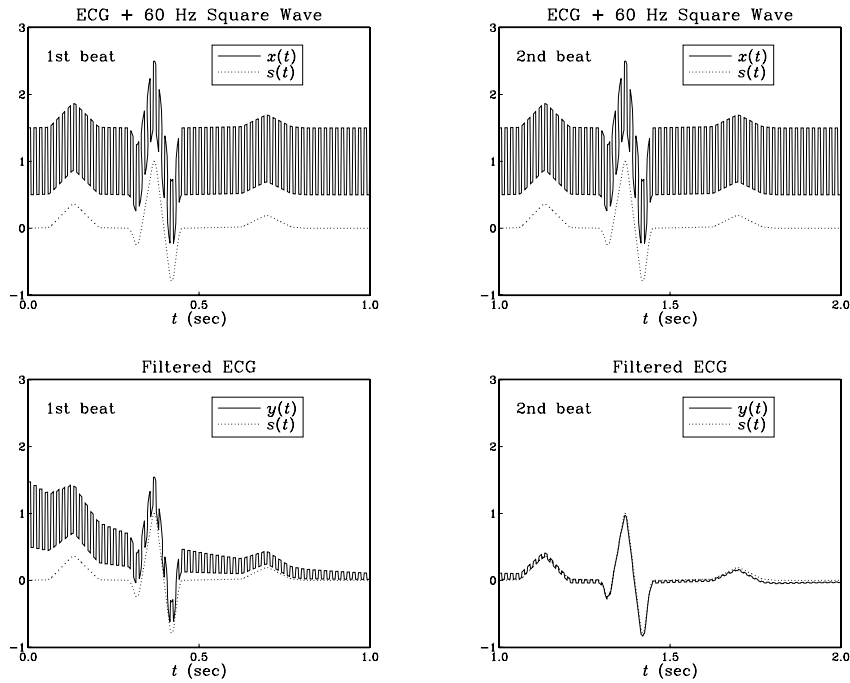 ECG + 60 Hz Square Wave
3
2
1
0
−1
1st beat
x(t)
s(t)
0.0
0.5
1.0
t (sec)
ECG + 60 Hz Square Wave
3
2
1
0
−1
2nd beat
x(t)
s(t)
1.0
1.5
2.0
t (sec)
Filtered ECG
3
2
1
0
−1
1st beat
y(t)
s(t)
0.0
0.5
1.0
t (sec)
Filtered ECG
3
2
1
0
−1
2nd beat
y(t)
s(t)
1.0
1.5
2.0
t (sec)